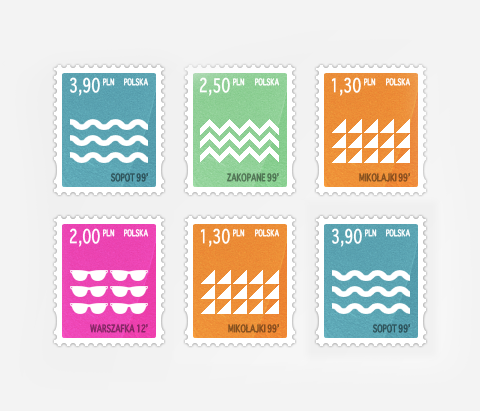 3,90 PLN POLSKA
SOPOT 99'
2,50 PLN POLSKA
ZAKOPANE 99'
1,30 PLN POLSKA
MIKOLAJKI 99'
2,00 PLN POLSKA
WARSZAFKA 12'
1,30 PLN POLSKA
MIKOLAJKI 99'
3,90 PLN POLSKA
SOPOT 99'